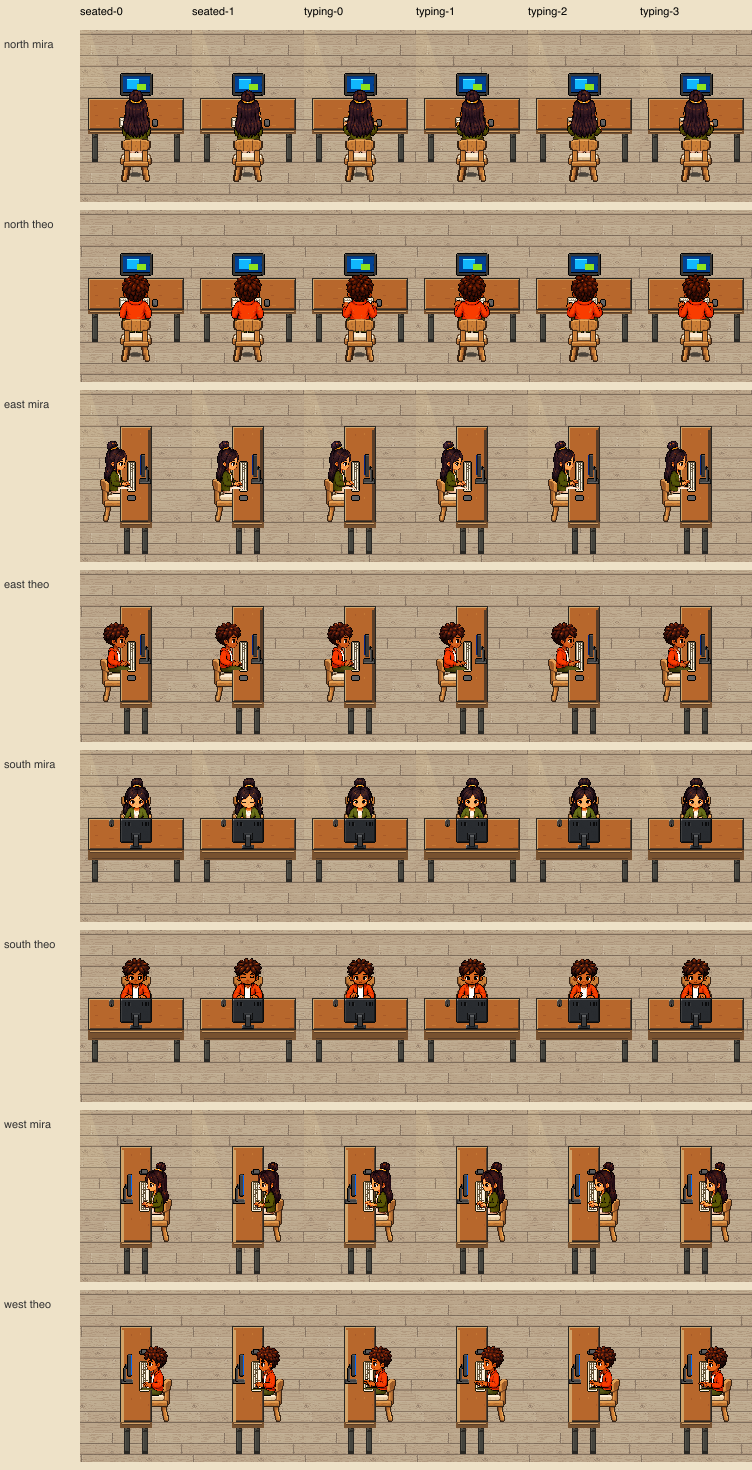 seated-0 seated-1 typing-0 typing-1 typing-2 typing-3
north mira
north theo
east mira
east theo
south mira
south theo
west mira
west theo